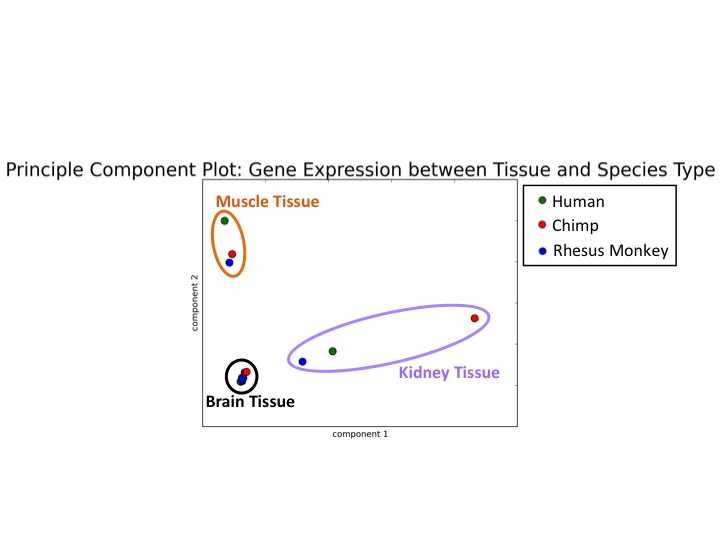 Principle Component Plot: Gene Expression between Tissue and Species Type
Muscle Tissue
Human
Chimp
Rhesus Monkey
component 2
Kidney Tissue
Brain Tissue
component 1